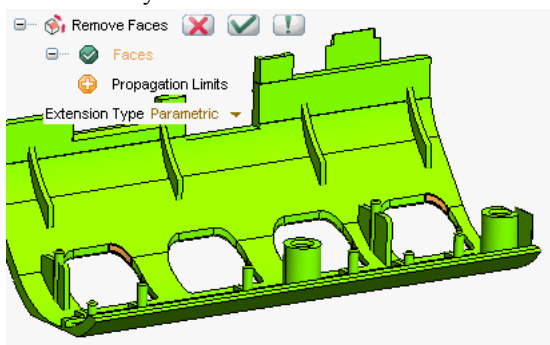 Remove Faces
Faces
Propagation Limits
Extension Type Parametric